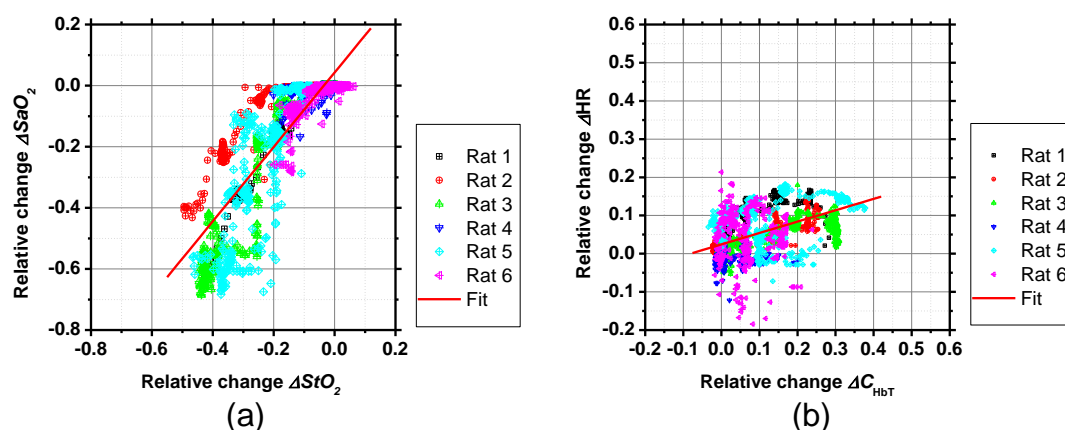 0.2
0.0
-0.2
-0.4
-0.6
-0.8
-0.8 -0.6 -0.4 -0.2 0.0 0.2
Relative change ΔSaO2
Relative change ΔStO2
Rat 1
Rat 2
Rat 3
Rat 4
Rat 5
Rat 6
Fit
(a)
0.6
0.5
0.4
0.3
0.2
0.1
0.0
-0.1
-0.2
-0.2 -0.1 0.0 0.1 0.2 0.3 0.4 0.5 0.6
Relative change ΔHR
Relative change ΔCHbT
Rat 1
Rat 2
Rat 3
Rat 4
Rat 5
Rat 6
Fit
(b)